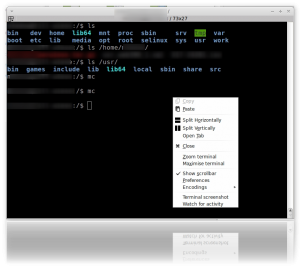 / 73x27
:/$ ls
bin dev home lib64 mnt proc sbin srv tmp var
boot etc lib media opt root selinux sys usr work
:/$ ls /home/
:/$ ls /usr/
bin games include lib lib64 local sbin share src
:/$ mc
:/$ mc
:/$
Copy
Paste
Split Horizontally
Split Vertically
Open Tab
Close
Zoom terminal
Maximise terminal
Show scrollbar
Preferences
Encodings
Terminal screenshot
Watch for activity